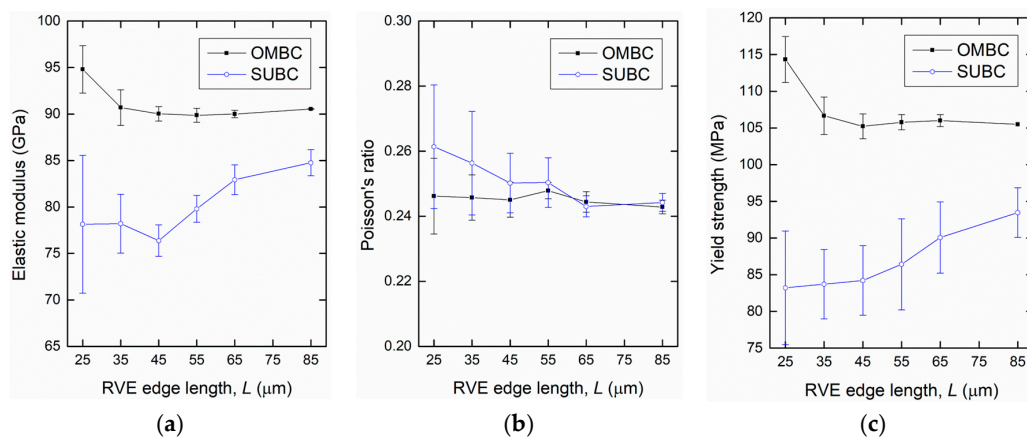 100
95
90
85
80
75
70
65
Elastic modulus (GPa)
OMBC
SUBC
25 35 45 55 65 75 85
RVE edge length, L (μm)
(a)
0.30
0.28
0.26
0.24
0.22
0.20
Poisson's ratio
OMBC
SUBC
25 35 45 55 65 75 85
RVE edge length, L (μm)
(b)
120
115
110
105
100
95
90
85
80
75
Yield strength (MPa)
OMBC
SUBC
25 35 45 55 65 75 85
RVE edge length, L (μm)
(c)